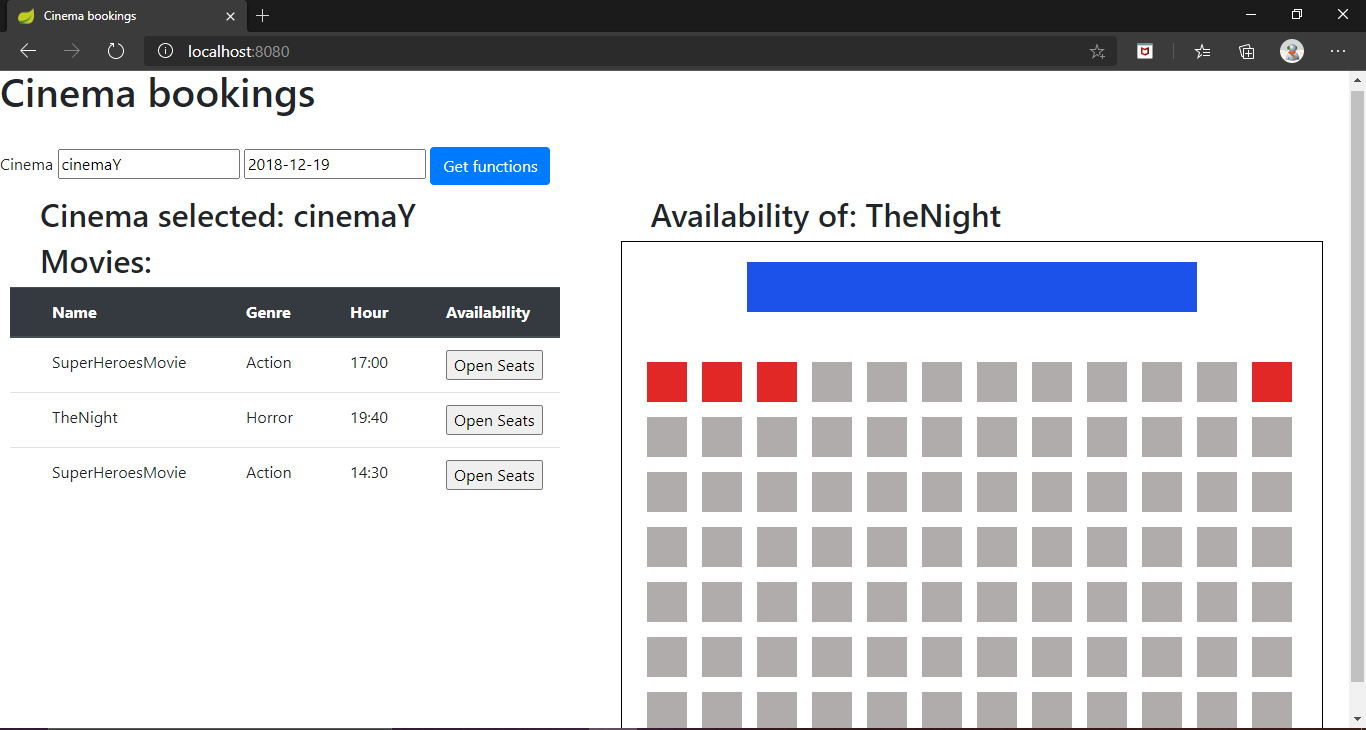 Cinema bookings
localhost:8080
Cinema bookings
Cinema cinemaY 2018-12-19 Get functions
Cinema selected: cinemaY
Movies:
Name Genre Hour Availability
SuperHeroesMovie Action 17:00 Open Seats
TheNight Horror 19:40 Open Seats
SuperHeroesMovie Action 14:30 Open Seats
Availability of: TheNight